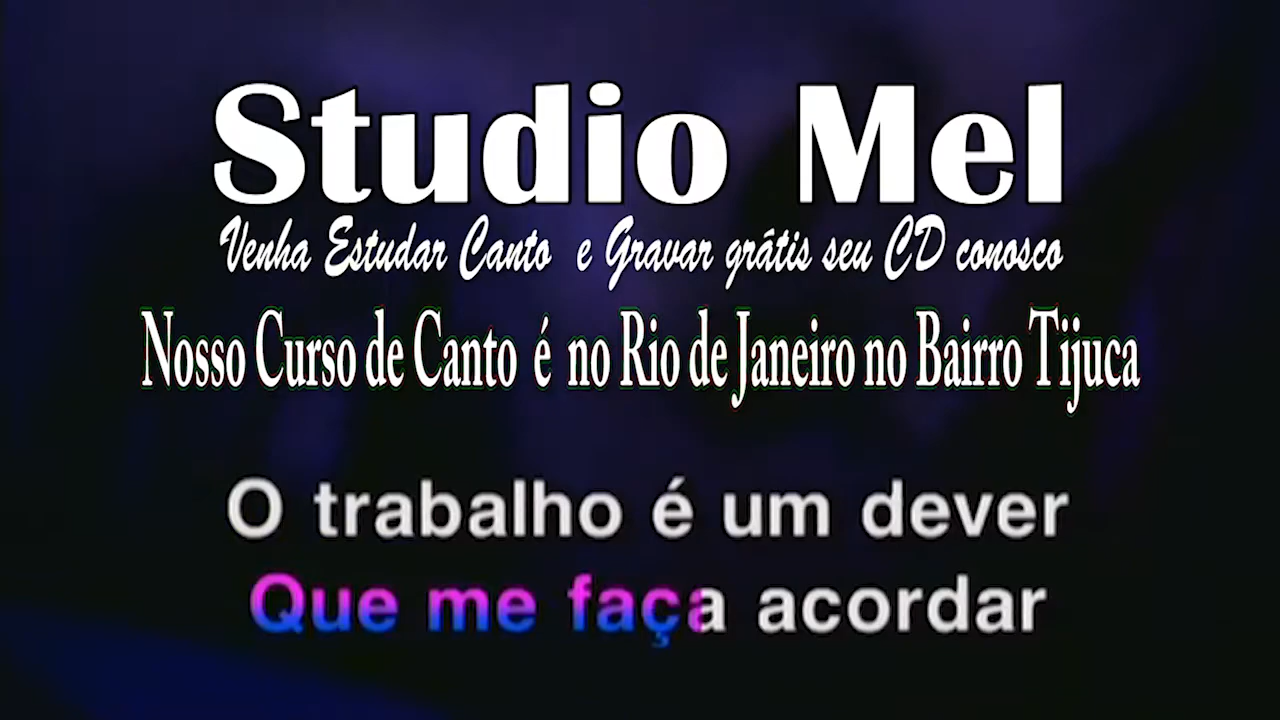 Studio Mel
Venha Estudar Canto e Gravar grátis seu CD conosco
Nosso Curso de Canto é no Rio de Janeiro no Bairro Tijuca
O trabalho é um dever
Que me faça acordar